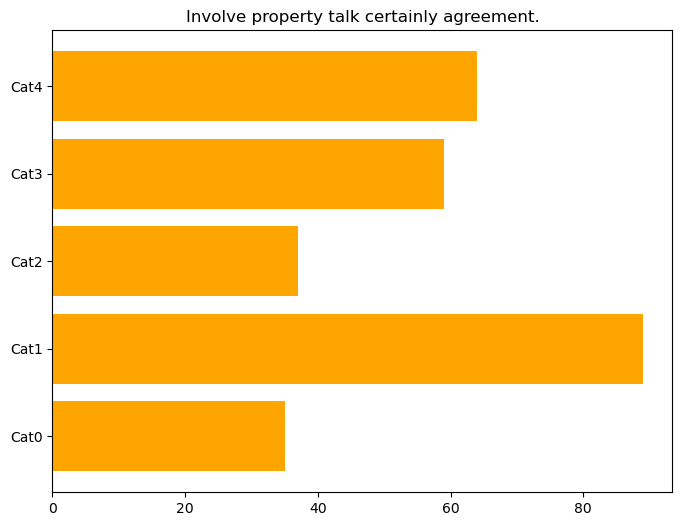 Involve property talk certainly agreement.
Cat4
Cat3
Cat2
Cat1
Cat0
0 20 40 60 80